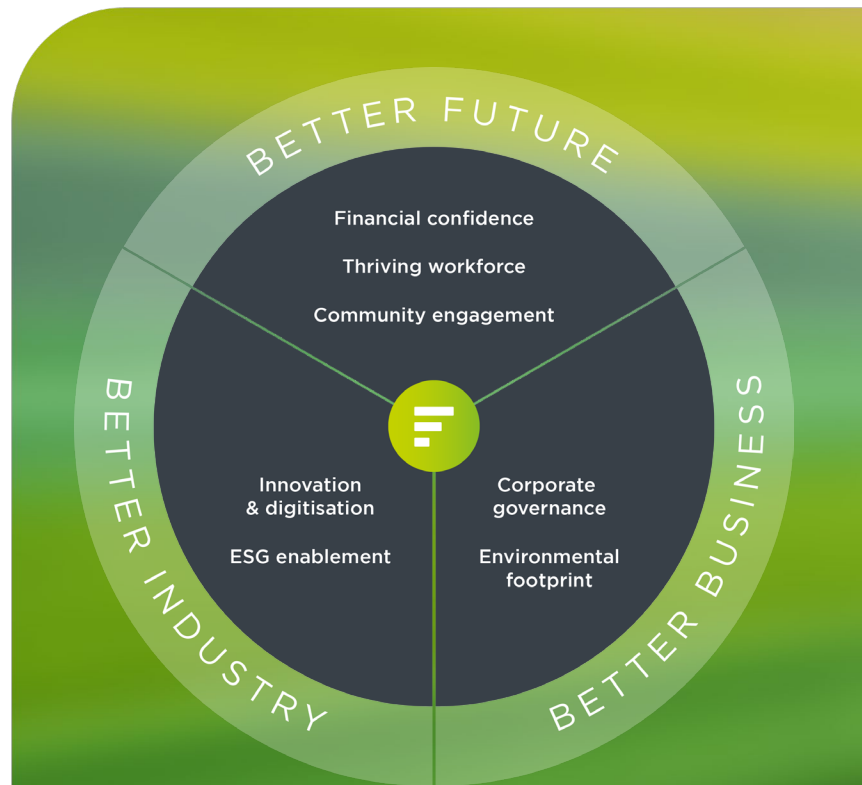 BETTER FUTURE
Financial confidence
Thriving workforce
Community engagement
BETTER INDUSTRY
Innovation
& digitisation
ESG enablement
BETTER BUSINESS
Corporate
governance
Environmental
footprint